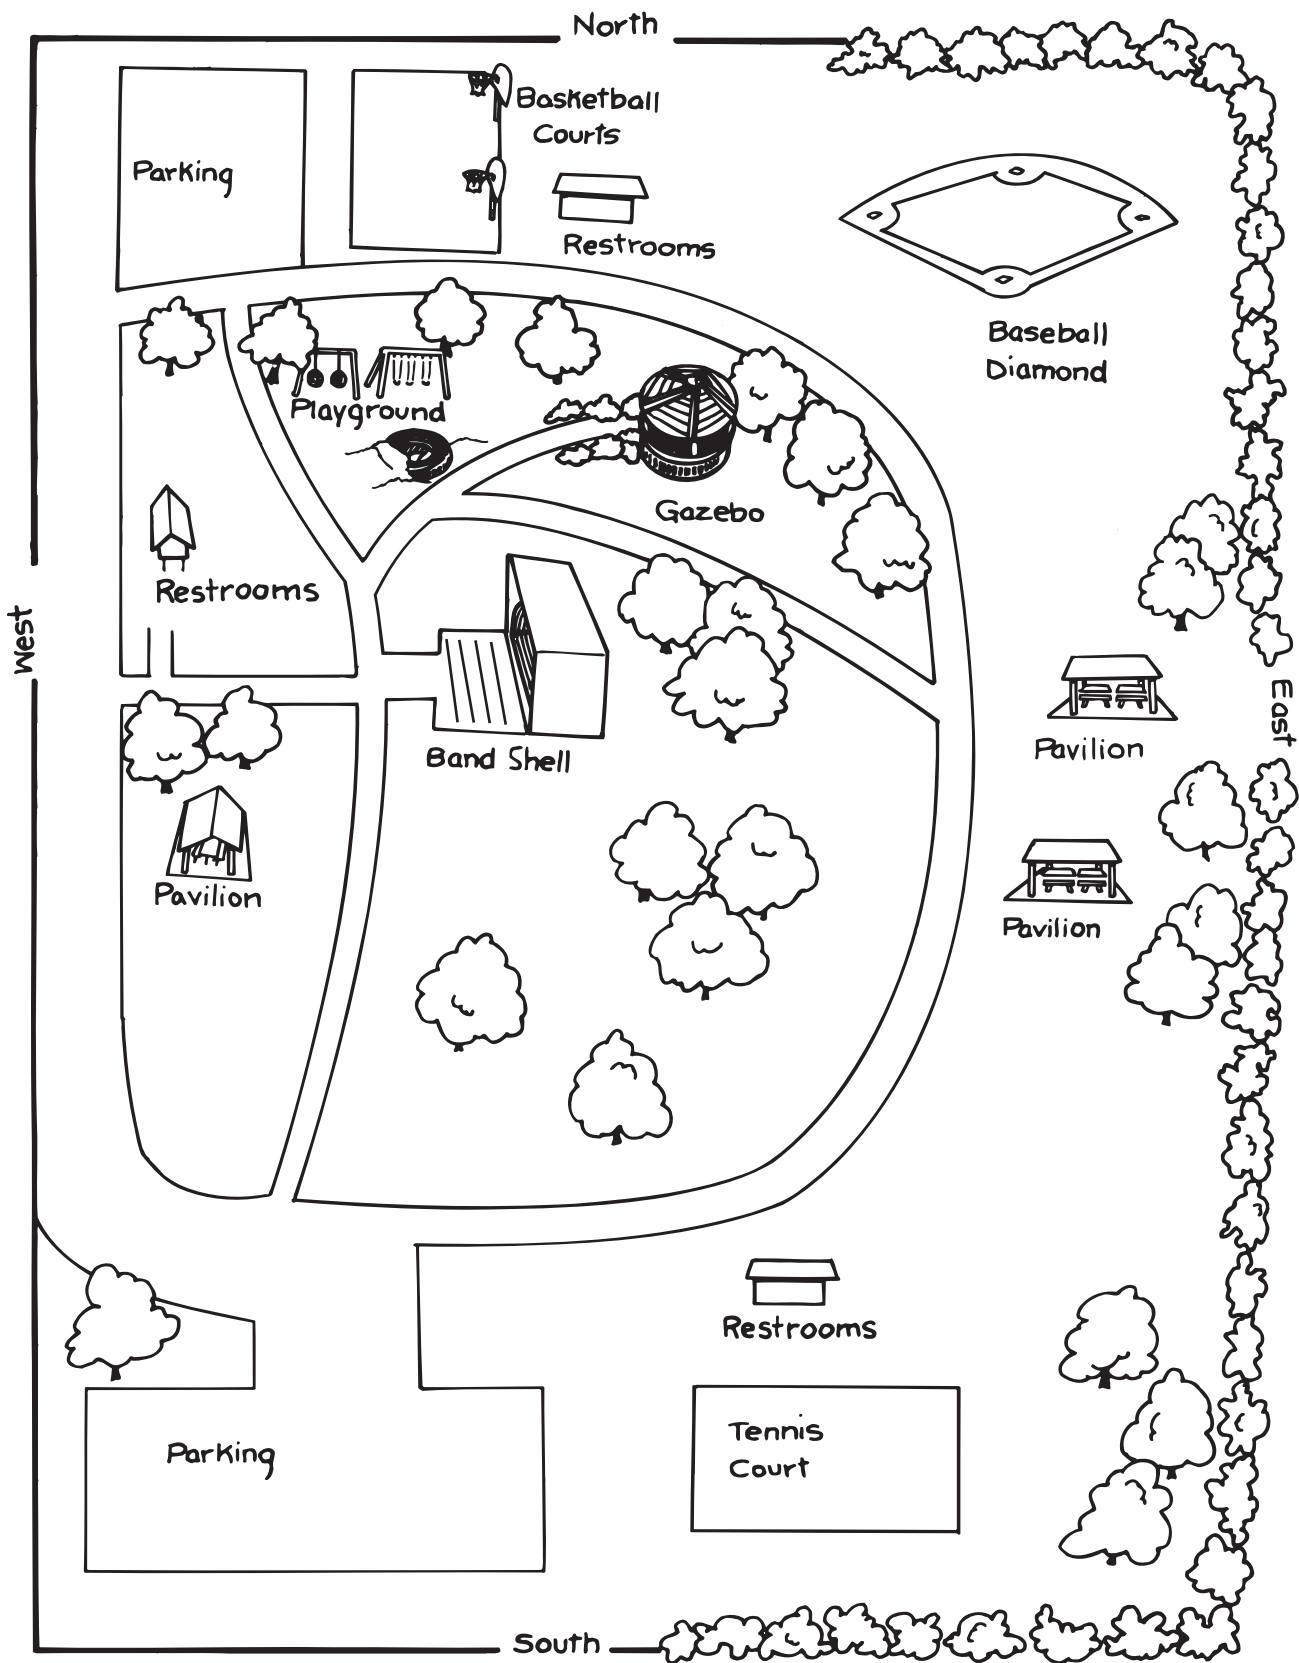 North
Basketball
Courts
Parking
Restrooms
Baseball
Diamond
Playground
Gazebo
Restrooms
West
East
Pavilion
Band Shell
Pavilion
Pavilion
Restrooms
Tennis
Court
Parking
South